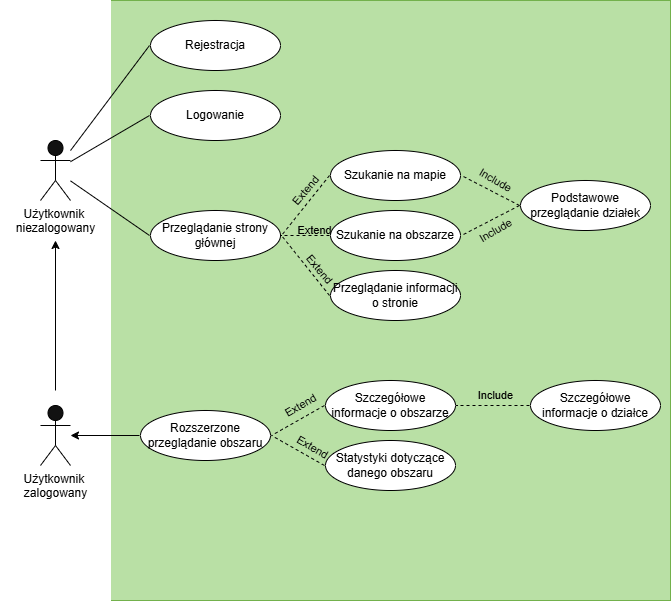 Rejestracja
Logowanie
Szukanie na mapie
Extend
Include
Podstawowe
przeglądanie działek
Użytkownik
niezalogowany
Przeglądanie strony
głównej
Extend
Szukanie na obszarze
Include
Extend
Przeglądanie informacji
o stronie
Szczegółowe
informacje o obszarze
Extend
Include
Szczegółowe
informacje o działce
Rozszerzone
przeglądanie obszaru
Extend
Statystyki dotyczące
danego obszaru
Użytkownik
zalogowany